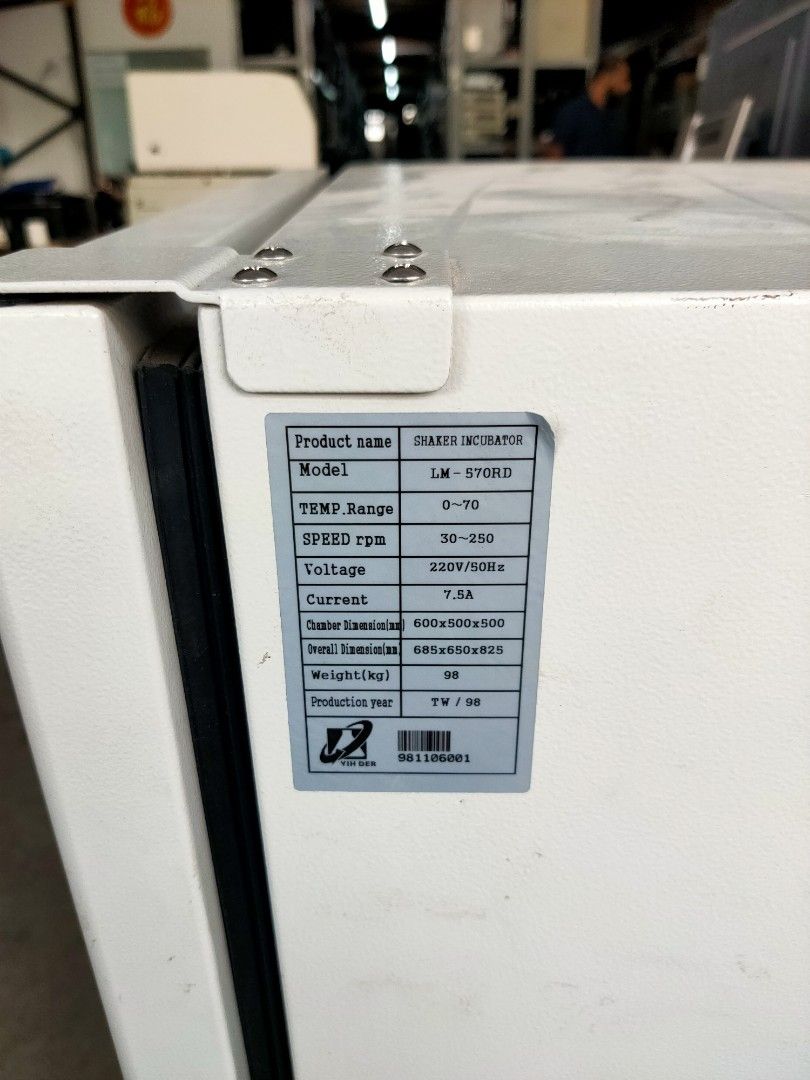 Product name SHAKER INCUBATOR
Model LM-570RD
TEMP.Range 0~70
SPEED rpm 30~250
Voltage 220V/50Hz
Current 7.5A
Chamber Dimension(mm) 600x500x500
Overall Dimension(mm) 685x650x825
Weight(kg) 98
Production year TW / 98
YIH DER 981106001